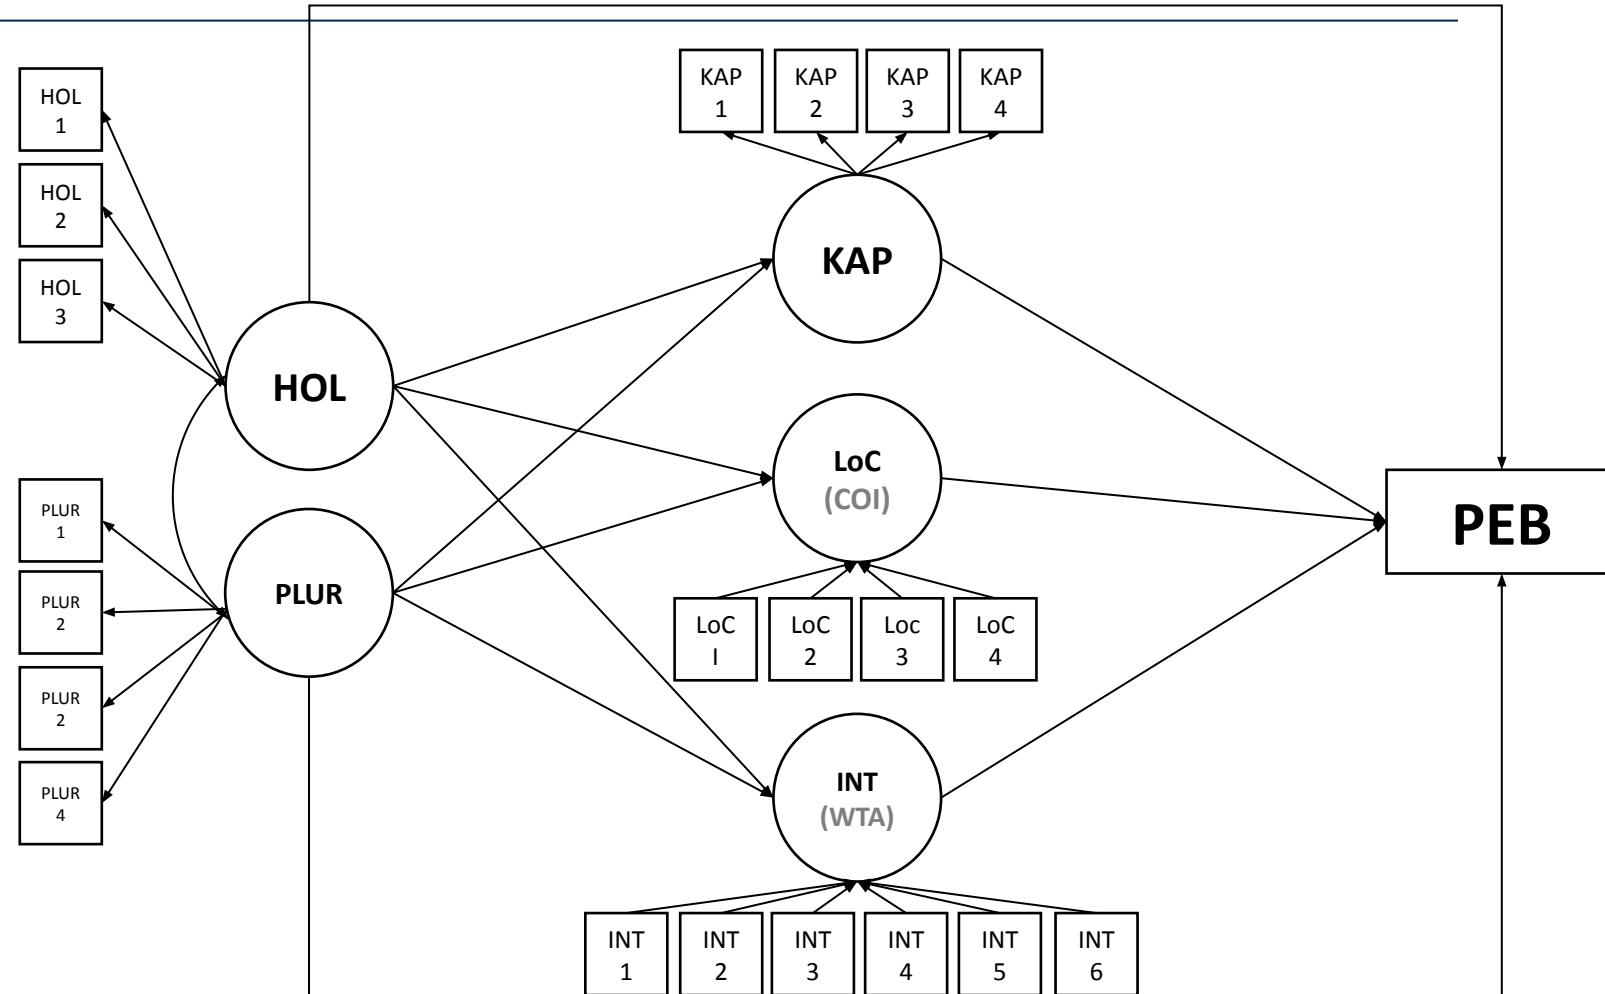 HOL
1
HOL
2
HOL
3
PLUR
1
PLUR
2
PLUR
2
PLUR
4
HOL
PLUR
KAP
1
KAP
2
KAP
3
KAP
4
KAP
LoC
(COI)
LoC
I
LoC
2
Loc
3
LoC
4
INT
(WTA)
INT
1
INT
2
INT
3
INT
4
INT
5
INT
6
PEB